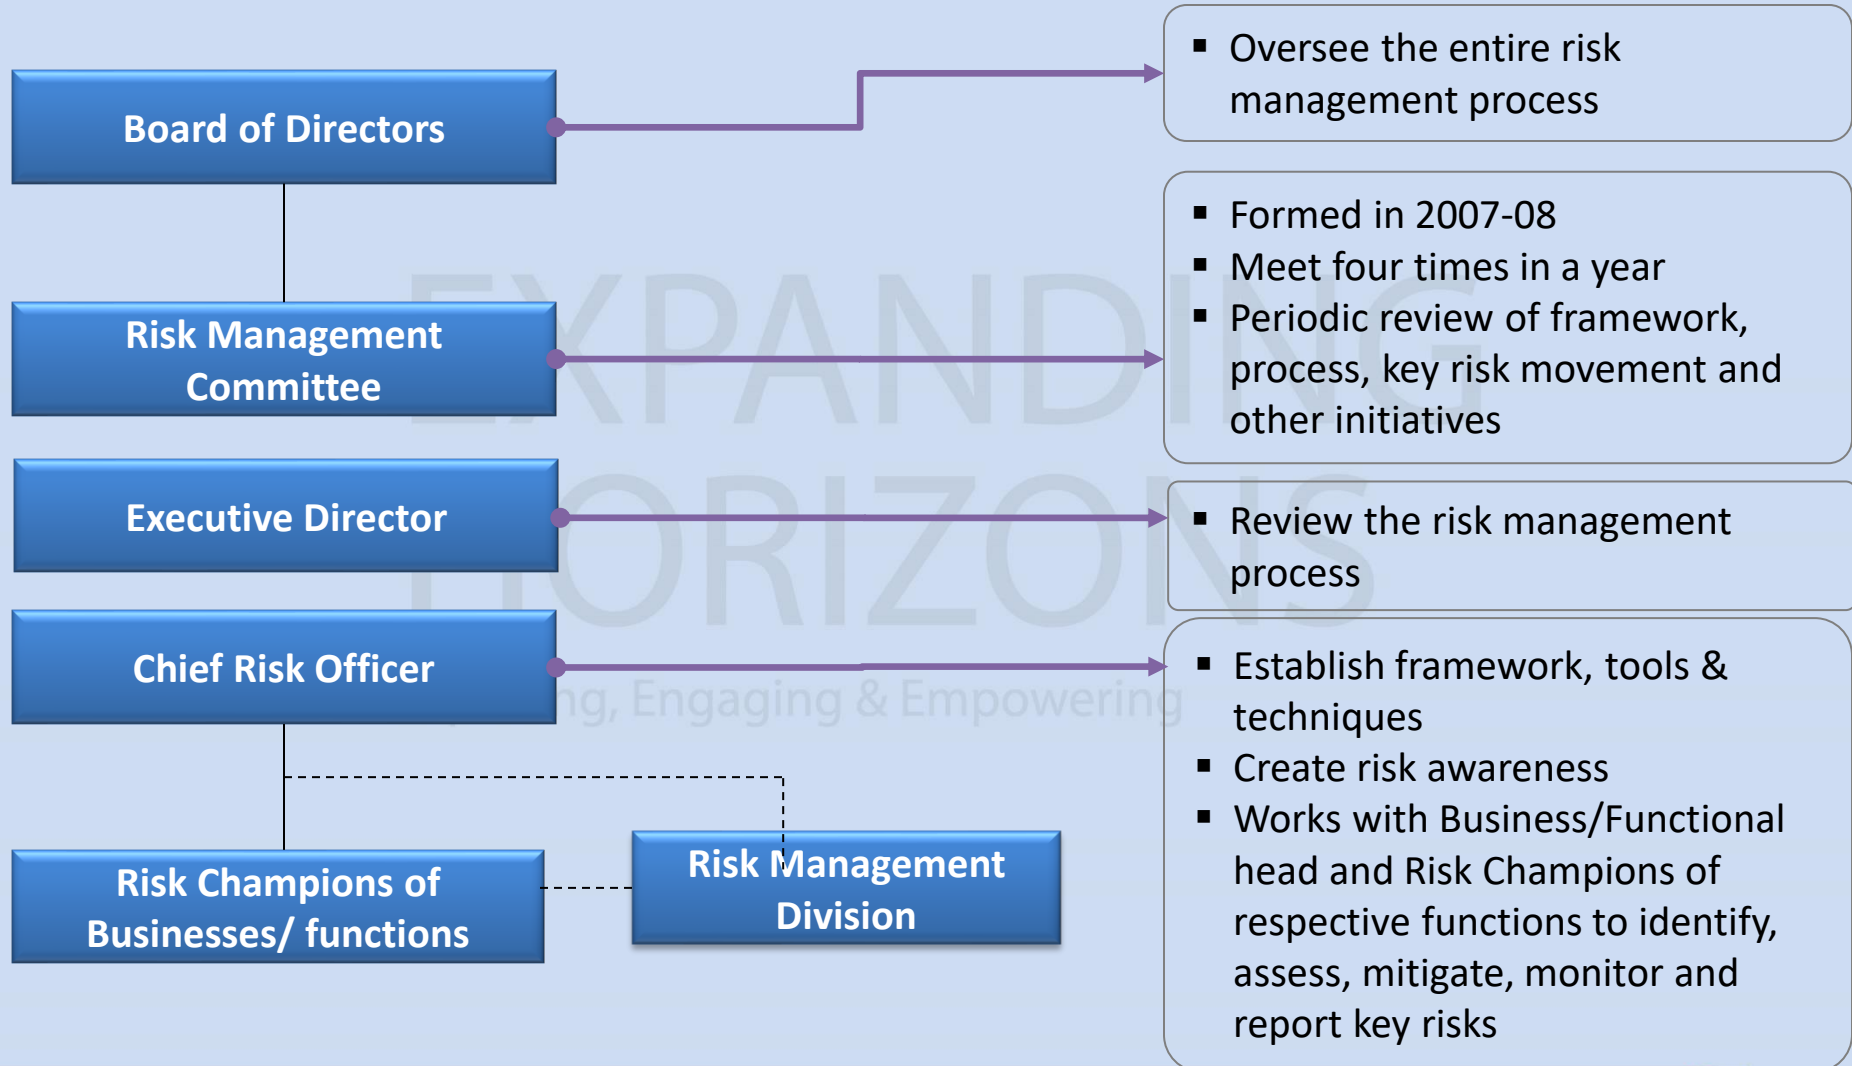 Board of Directors
▪ Oversee the entire risk
management process
Risk Management
Committee
▪ Formed in 2007-08
▪ Meet four times in a year
▪ Periodic review of framework,
process, key risk movement and
other initiatives
Executive Director
▪ Review the risk management
process
Chief Risk Officer
▪ Establish framework, tools &
techniques
▪ Create risk awareness
▪ Works with Business/Functional
head and Risk Champions of
respective functions to identify,
assess, mitigate, monitor and
report key risks
Risk Champions of
Businesses/ functions
Risk Management
Division
EXPANDING
HORIZONS
Engaging & Empowering